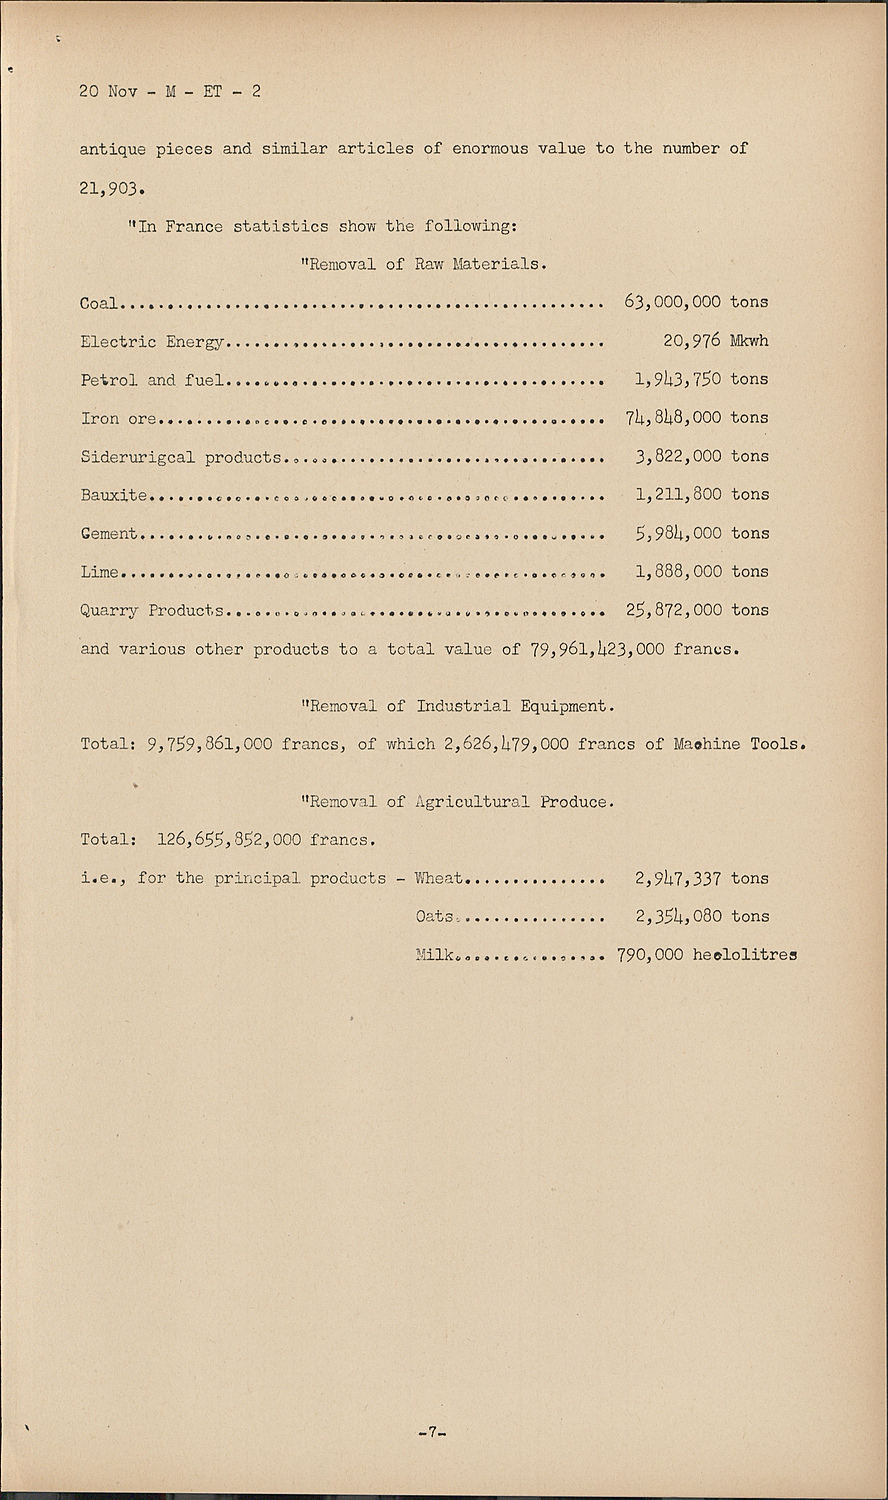 20 Nov - M - ET - 2
antique pieces and similar articles of enormous value to the number of
21,903.
"In France statistics show the following:
"Removal of Raw Materials.
Coal................................................... 63,000,000 tons
Electric Energy........................................ 20,976 Mkwh
Petrol and fuel........................................ 1,943,750 tons
Iron ore............................................... 74,848,000 tons
Siderurigcal products.................................. 3,822,000 tons
Bauxite................................................ 1,211,800 tons
Cement................................................. 5,984,000 tons
Lime................................................... 1,888,000 tons
Quarry Products........................................ 25,872,000 tons
and various other products to a total value of 79,961,423,000 francs.
"Removal of Industrial Equipment.
Total: 9,759,861,000 francs, of which 2,626,479,000 francs of Machine Tools.
"Removal of Agricultural Produce.
Total: 126,655,852,000 francs.
i.e., for the principal products - Wheat............... 2,947,337 tons
Oats................ 2,354,080 tons
Milk................ 790,000 heclolitres
-7-